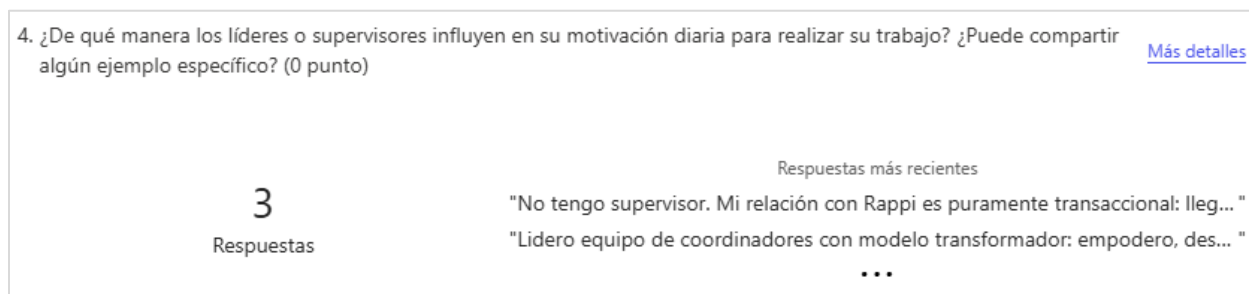 4. ¿De qué manera los líderes o supervisores influyen en su motivación diaria para realizar su trabajo? ¿Puede compartir
algún ejemplo específico? (0 punto)
Más detalles
3
Respuestas
Respuestas más recientes
"No tengo supervisor. Mi relación con Rappi es puramente transaccional: lleg... "
"Lidero equipo de coordinadores con modelo transformador: empodero, des... "
...